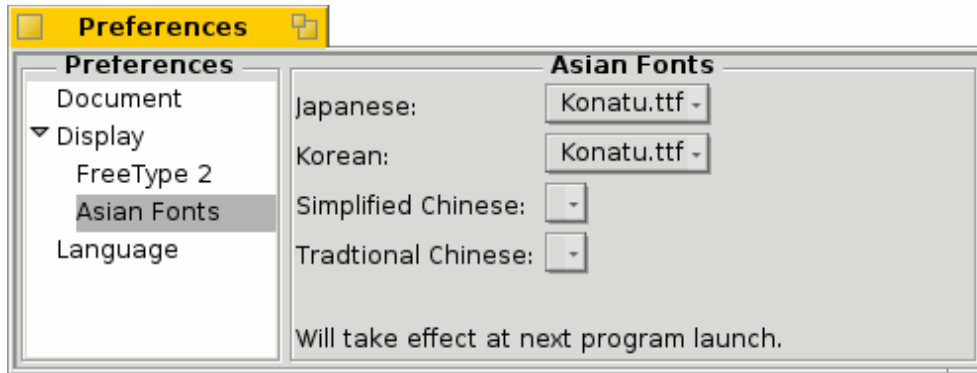 Preferences
Preferences
Document
Display
FreeType 2
Asian Fonts
Language
Asian Fonts
Japanese: Konatu.ttf
Korean: Konatu.ttf
Simplified Chinese:
Tradtional Chinese:
Will take effect at next program launch.